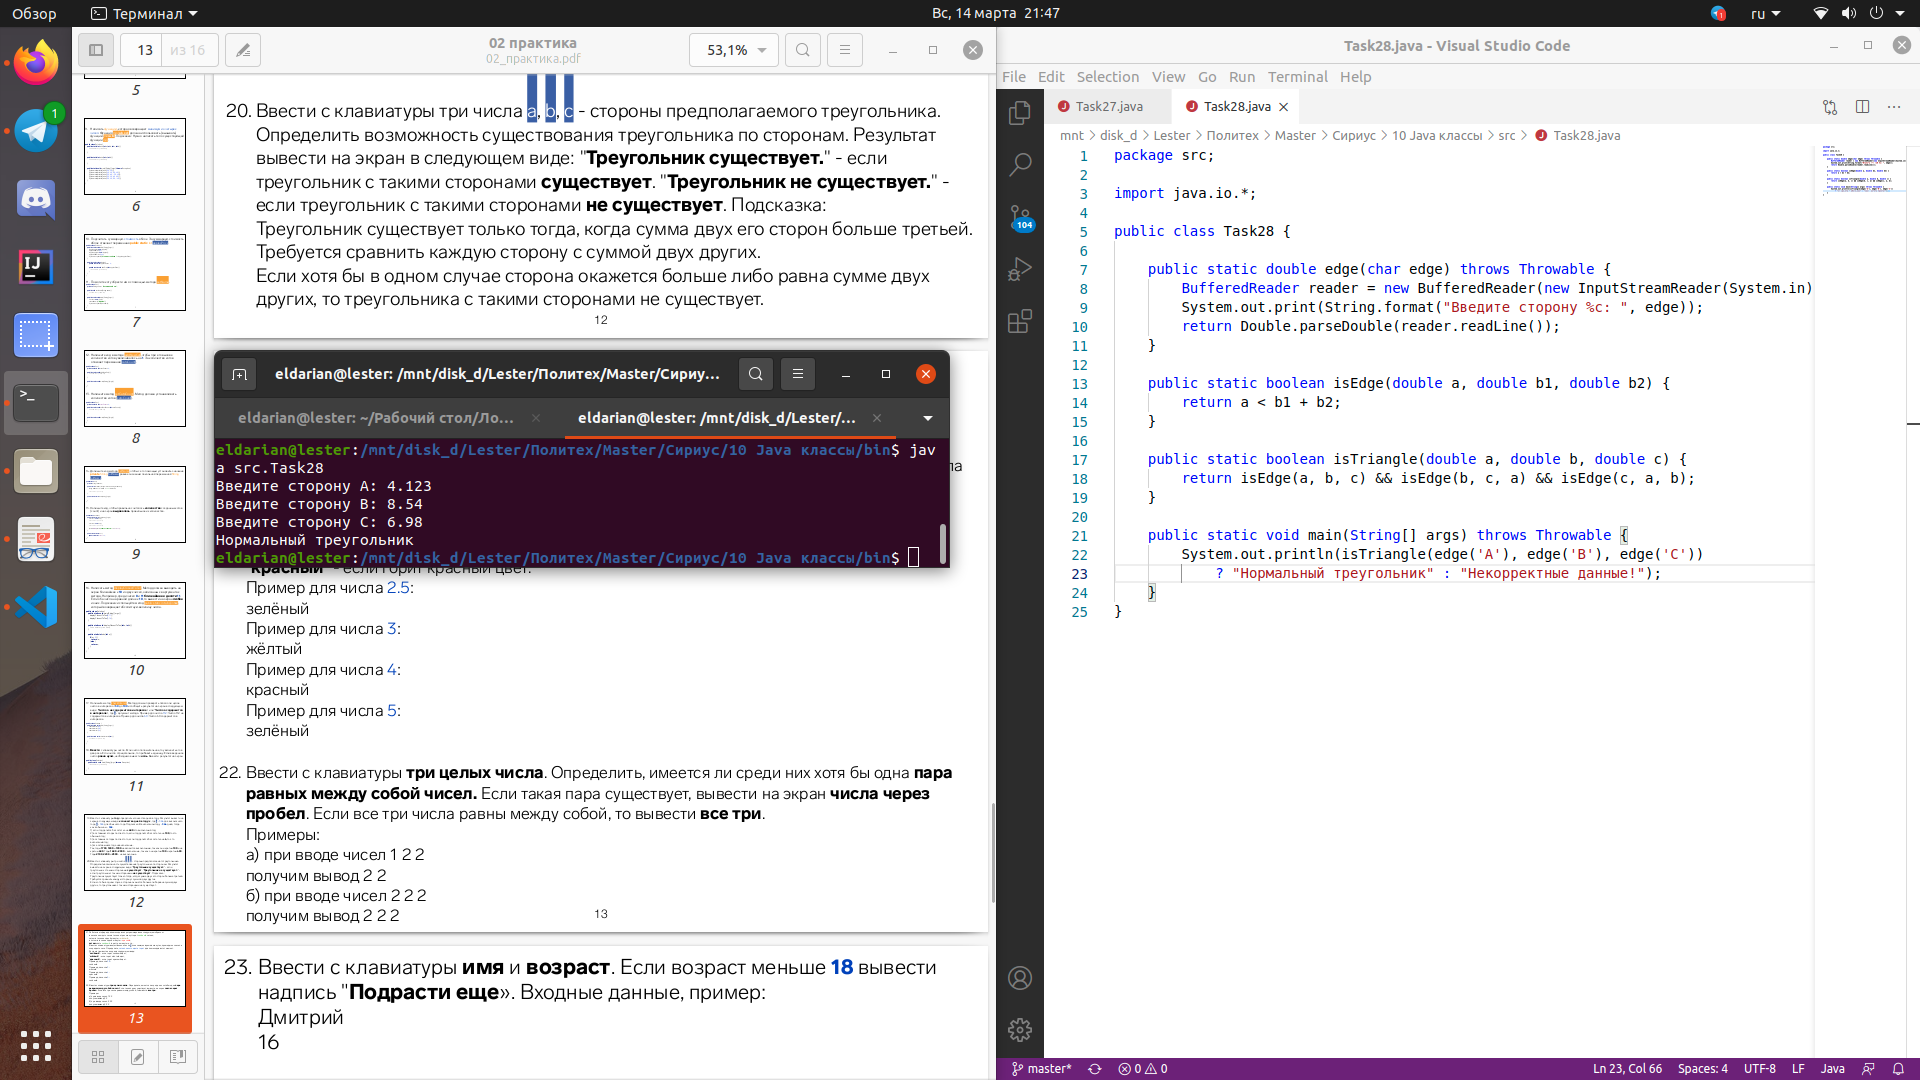 Обзор
Терминал
Вс, 14 марта 21:47
ru
1
13
из 16
02 практика
02_практика.pdf
53,1%
5
6
7
8
9
10
11
12
13
20. Ввести с клавиатуры три числа a, b, c - стороны предполагаемого треугольника.
Определить возможность существования треугольника по сторонам. Результат
вывести на экран в следующем виде: "Треугольник существует." - если
треугольник с такими сторонами существует. "Треугольник не существует." -
если треугольник с такими сторонами не существует. Подсказка:
Треугольник существует только тогда, когда сумма двух его сторон больше третьей.
Требуется сравнить каждую сторону с суммой двух других.
Если хотя бы в одном случае сторона окажется больше либо равна сумме двух
других, то треугольника с такими сторонами не существует.
12
eldarian@lester: /mnt/disk_d/Lester/Политех/Master/Сириу...
eldarian@lester: ~/Рабочий стол/Ло...
eldarian@lester: /mnt/disk_d/Lester/...
eldarian@lester:/mnt/disk_d/Lester/Политех/Master/Сириус/10 Java классы/bin$ jav
a src.Task28
Введите сторону A: 4.123
Введите сторону B: 8.54
Введите сторону C: 6.98
Нормальный треугольник
eldarian@lester:/mnt/disk_d/Lester/Политех/Master/Сириус/10 Java классы/bin$
"красный" - если горит красный цвет.
Пример для числа 2.5:
зелёный
Пример для числа 3:
жёлтый
Пример для числа 4:
красный
Пример для числа 5:
зелёный
22. Ввести с клавиатуры три целых числа. Определить, имеется ли среди них хотя бы одна пара
равных между собой чисел. Если такая пара существует, вывести на экран числа через
пробел. Если все три числа равны между собой, то вывести все три.
Примеры:
а) при вводе чисел 1 2 2
получим вывод 2 2
б) при вводе чисел 2 2 2
получим вывод 2 2 2
13
23. Ввести с клавиатуры имя и возраст. Если возраст меньше 18 вывести
надпись "Подрасти еще». Входные данные, пример:
Дмитрий
16
Task28.java - Visual Studio Code
File Edit Selection View Go Run Terminal Help
Task27.java
Task28.java
mnt > disk_d > Lester > Политех > Master > Сириус > 10 Java классы > src > Task28.java
104
1 package src;
2
3 import java.io.*;
4
5 public class Task28 {
6
7 public static double edge(char edge) throws Throwable {
8 BufferedReader reader = new BufferedReader(new InputStreamReader(System.in)
9 System.out.print(String.format("Введите сторону %c: ", edge));
10 return Double.parseDouble(reader.readLine());
11 }
12
13 public static boolean isEdge(double a, double b1, double b2) {
14 return a < b1 + b2;
15 }
16
17 public static boolean isTriangle(double a, double b, double c) {
18 return isEdge(a, b, c) && isEdge(b, c, a) && isEdge(c, a, b);
19 }
20
21 public static void main(String[] args) throws Throwable {
22 System.out.println(isTriangle(edge('A'), edge('B'), edge('C'))
23 ? "Нормальный треугольник" : "Некорректные данные!");
24 }
25 }
master*
0 0
Ln 23, Col 66
Spaces: 4
UTF-8
LF
Java